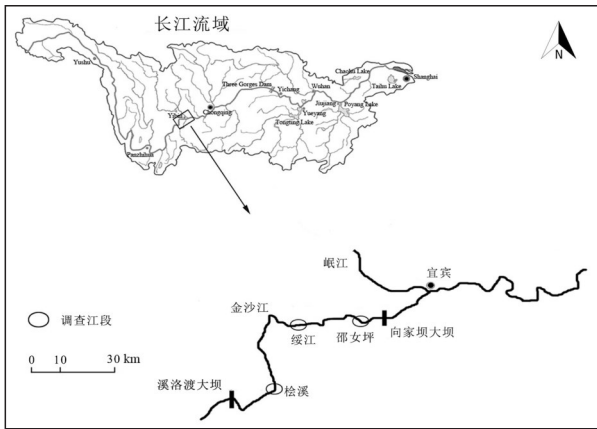 长江流域
N
Yushu
Chaohu Lake
Shanghai
Three Gorges Dam
Wuhan
Taihu Lake
Yichang
Chongqing
Jiujiang
Poyang Lake
Yibin
Yueyang
Tongting Lake
Panzhihua
岷江
宜宾
金沙江
调查江段
绥江
邵女坪
向家坝大坝
0 10 30 km
溪洛渡大坝
桧溪